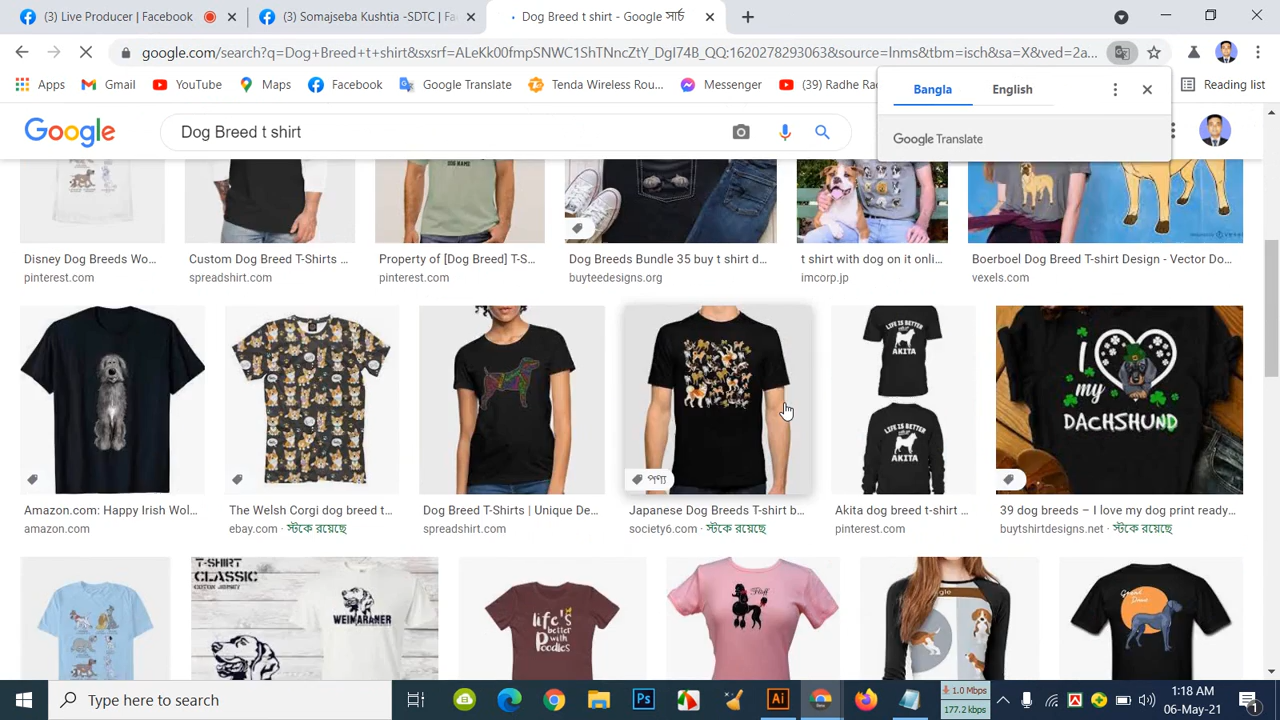 (3) Live Producer | Facebook
(3) Somajseba Kushtia -SDTC | Fa
Dog Breed t shirt - Google সার্চ
google.com/search?q=Dog+Breed+t+shirt&sxsrf=ALeKk00fmpSNWC1ShTNncZtY_DgI74B_QQ:1620278293063&source=lnms&tbm=isch&sa=X&ved=2a...
Apps
Gmail
YouTube
Maps
Facebook
Google Translate
Tenda Wireless Rou...
Messenger
(39) Radhe Ra
Reading list
Bangla
English
Google Translate
Google
Dog Breed t shirt
DOG NAME
Disney Dog Breeds Wo...
pinterest.com
Custom Dog Breed T-Shirts ...
spreadshirt.com
Property of [Dog Breed] T-S...
pinterest.com
Dog Breeds Bundle 35 buy t shirt d...
buyteedesigns.org
t shirt with dog on it onli...
imcorp.jp
Boerboel Dog Breed T-shirt Design - Vector Do...
vexels.com
LIFE IS BETTER
AKITA
LIFE IS BETTER
AKITA
I
my
DACHSHUND
পণ্য
Amazon.com: Happy Irish Wol...
amazon.com
The Welsh Corgi dog breed t...
ebay.com · স্টকে রয়েছে
Dog Breed T-Shirts | Unique De...
spreadshirt.com
Japanese Dog Breeds T-shirt b...
society6.com · স্টকে রয়েছে
Akita dog breed t-shirt ...
pinterest.com
39 dog breeds – I love my dog print ready...
buytshirtdesigns.net · স্টকে রয়েছে
T-SHIRT
CLASSIC
WEIMARANER
life's
better
with
Poodles
Fluff
Great
Dane
Type here to search
1.0 Mbps
177.2 kbps
1:18 AM
06-May-21